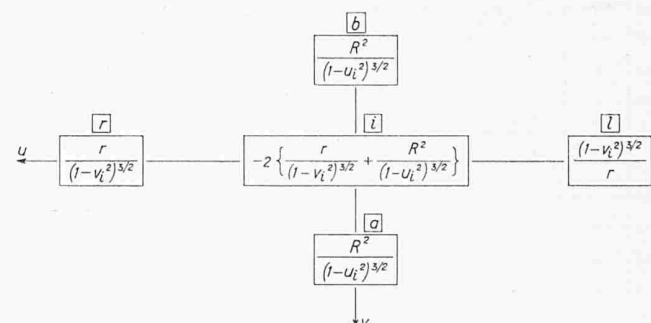 b
R²/(1-uᵢ²)^3/2
r i l
u r/(1-vᵢ²)^3/2 -2 { r/(1-vᵢ²)^3/2 + R²/(1-uᵢ²)^3/2 } (1-vᵢ²)^3/2/r
a
R²/(1-uᵢ²)^3/2
v